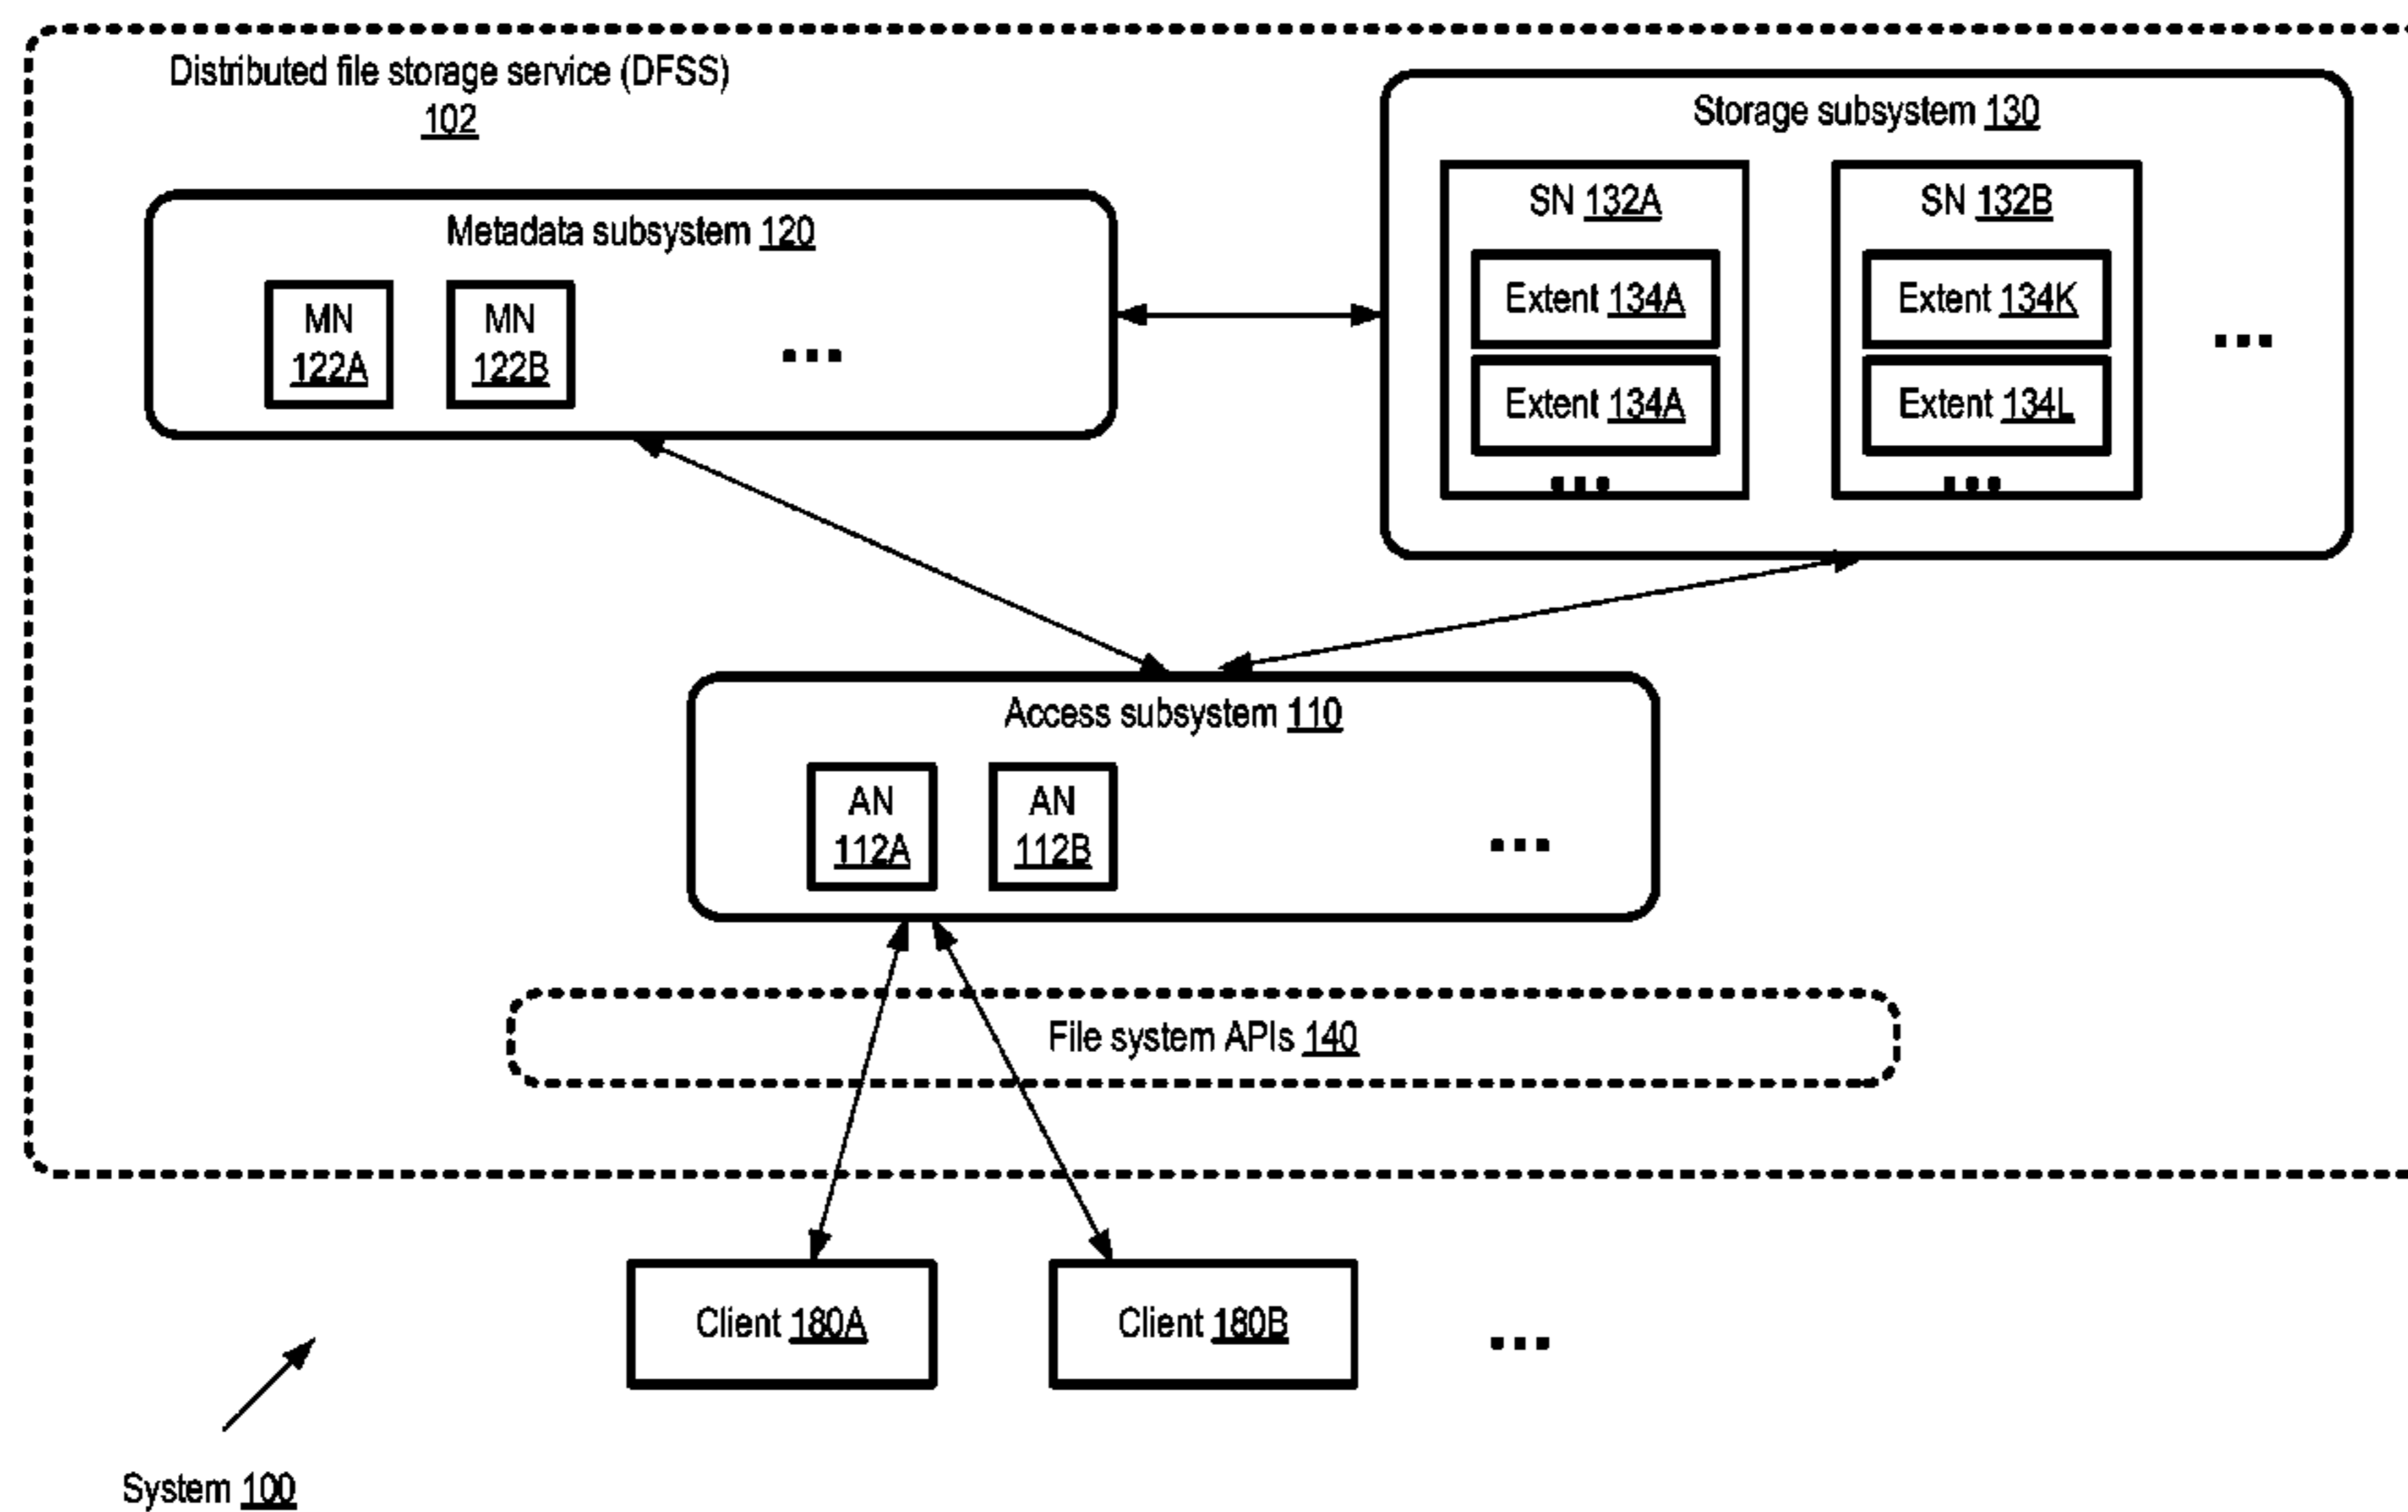 Distributed file storage service (DFSS)
102
Storage subsystem 130
SN 132A
SN 132B
Metadata subsystem 120
Extent 134A
Extent 134K
MN
122A
MN
122B
...
...
Extent 134A
Extent 134L
...
...
Access subsystem 110
AN
112A
AN
112B
...
File system APIs 140
Client 180A
Client 180B
...
System 100